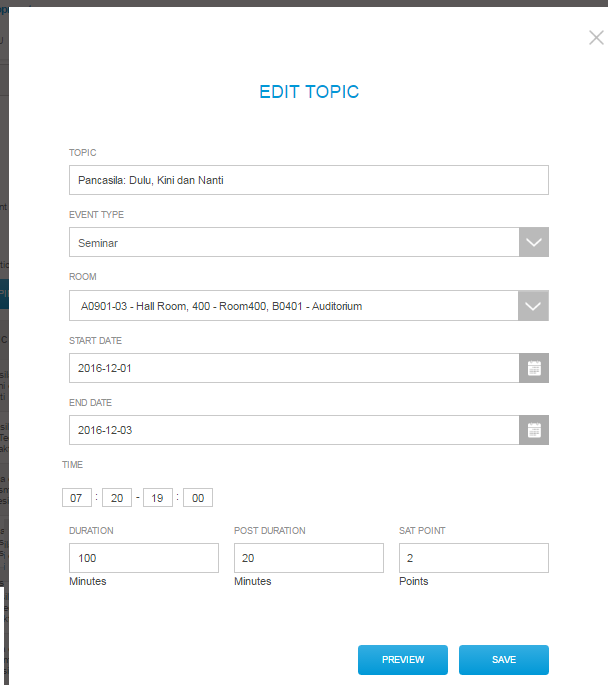 EDIT TOPIC
TOPIC
Pancasila: Dulu, Kini dan Nanti
EVENT TYPE
Seminar
ROOM
A0901-03 - Hall Room, 400 - Room400, B0401 - Auditorium
START DATE
2016-12-01
END DATE
2016-12-03
TIME
07 : 20 - 19 : 00
DURATION POST DURATION SAT POINT
100 20 2
Minutes Minutes Points
PREVIEW SAVE